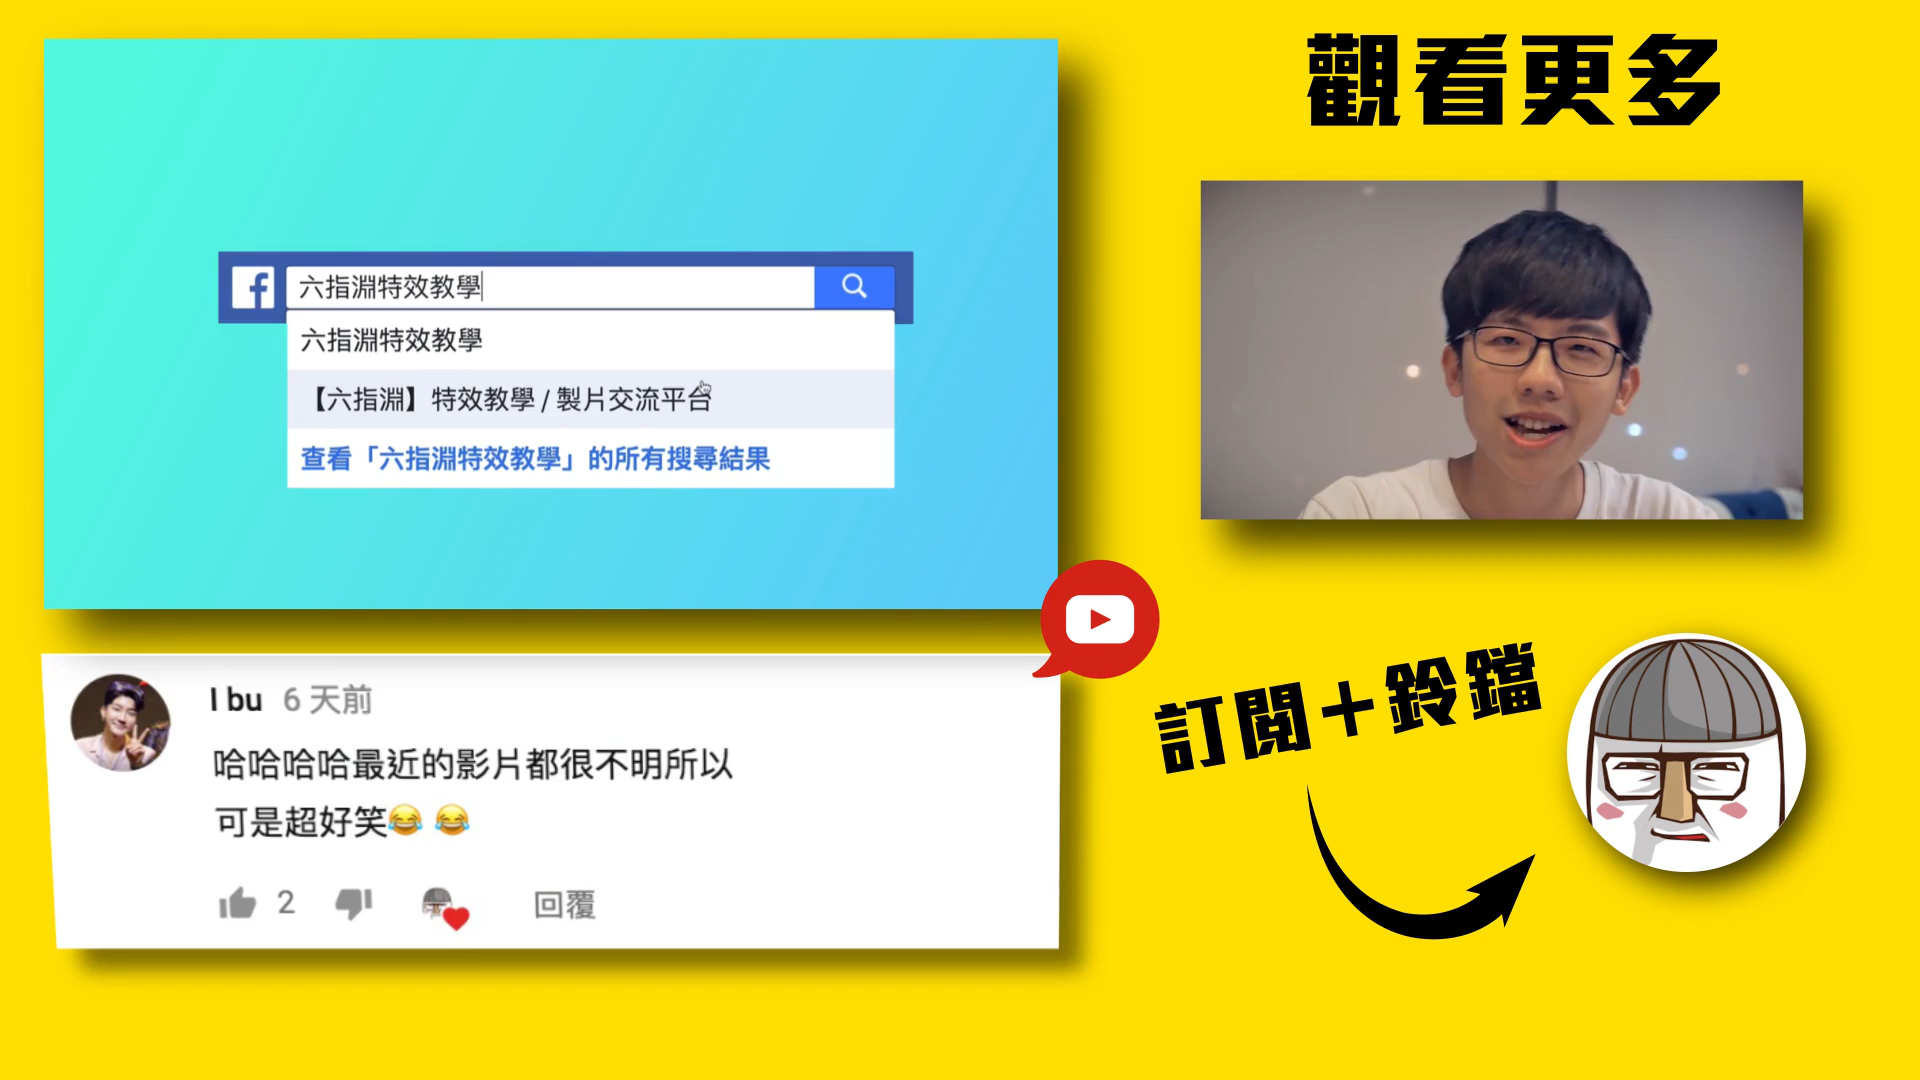 觀看更多
六指淵特效教學
六指淵特效教學
【六指淵】特效教學 / 製片交流平台
查看「六指淵特效教學」的所有搜尋結果
I bu 6 天前
哈哈哈哈最近的影片都很不明所以
可是超好笑😂 😂
2 回覆
訂閱+鈴鐺